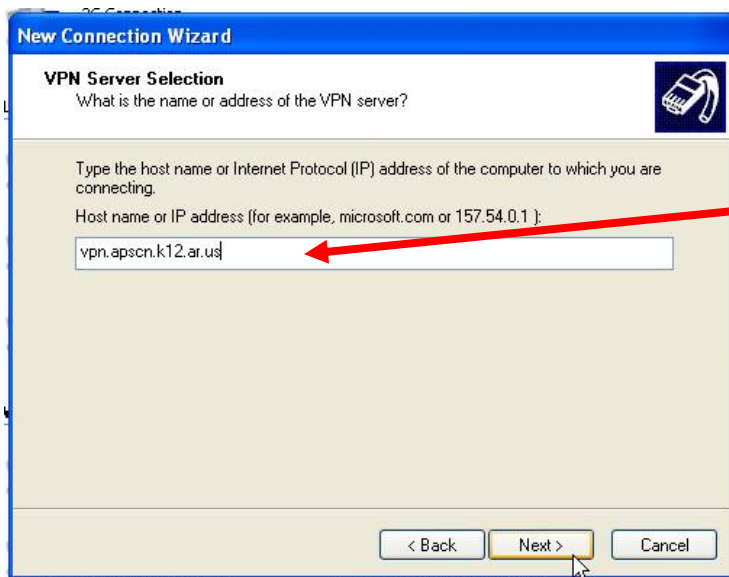 2C Connection
New Connection Wizard
VPN Server Selection
What is the name or address of the VPN server?
Type the host name or Internet Protocol (IP) address of the computer to which you are
connecting.
Host name or IP address (for example, microsoft.com or 157.54.0.1 ):
vpn.apscn.k12.ar.us
< Back
Next >
Cancel